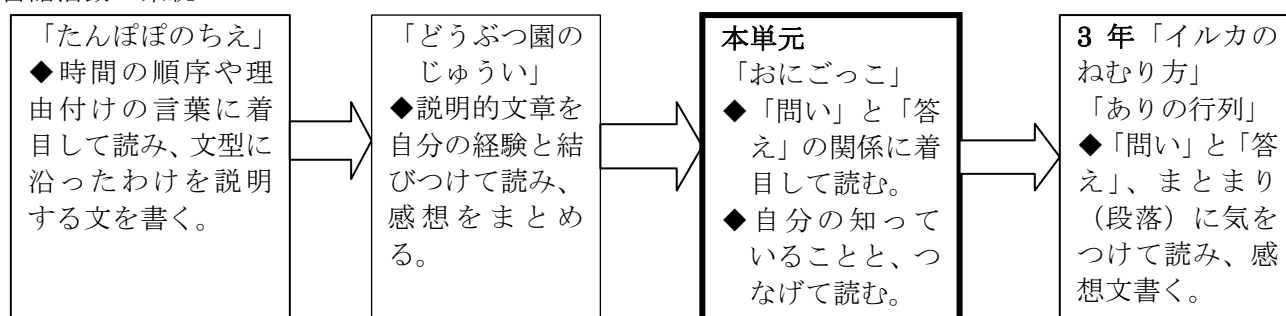 「たんぽぽのちえ」
◆時間の順序や理
由付けの言葉に着
目して読み、文型に
沿ったわけを説明
する文を書く。
「どうぶつ園の
じゅうい」
◆説明的文章を
自分の経験と結
びつけて読み、
感想をまとめ
る。
本単元
「おにごっこ」
◆「問い」と「答
え」の関係に着
目して読む。
◆自分の知って
いることと、つ
なげて読む。
3 年「イルカの
ねむり方」
「ありの行列」
◆「問い」と「答
え」、まとまり
（段落）に気を
つけて読み、感
想文書く。